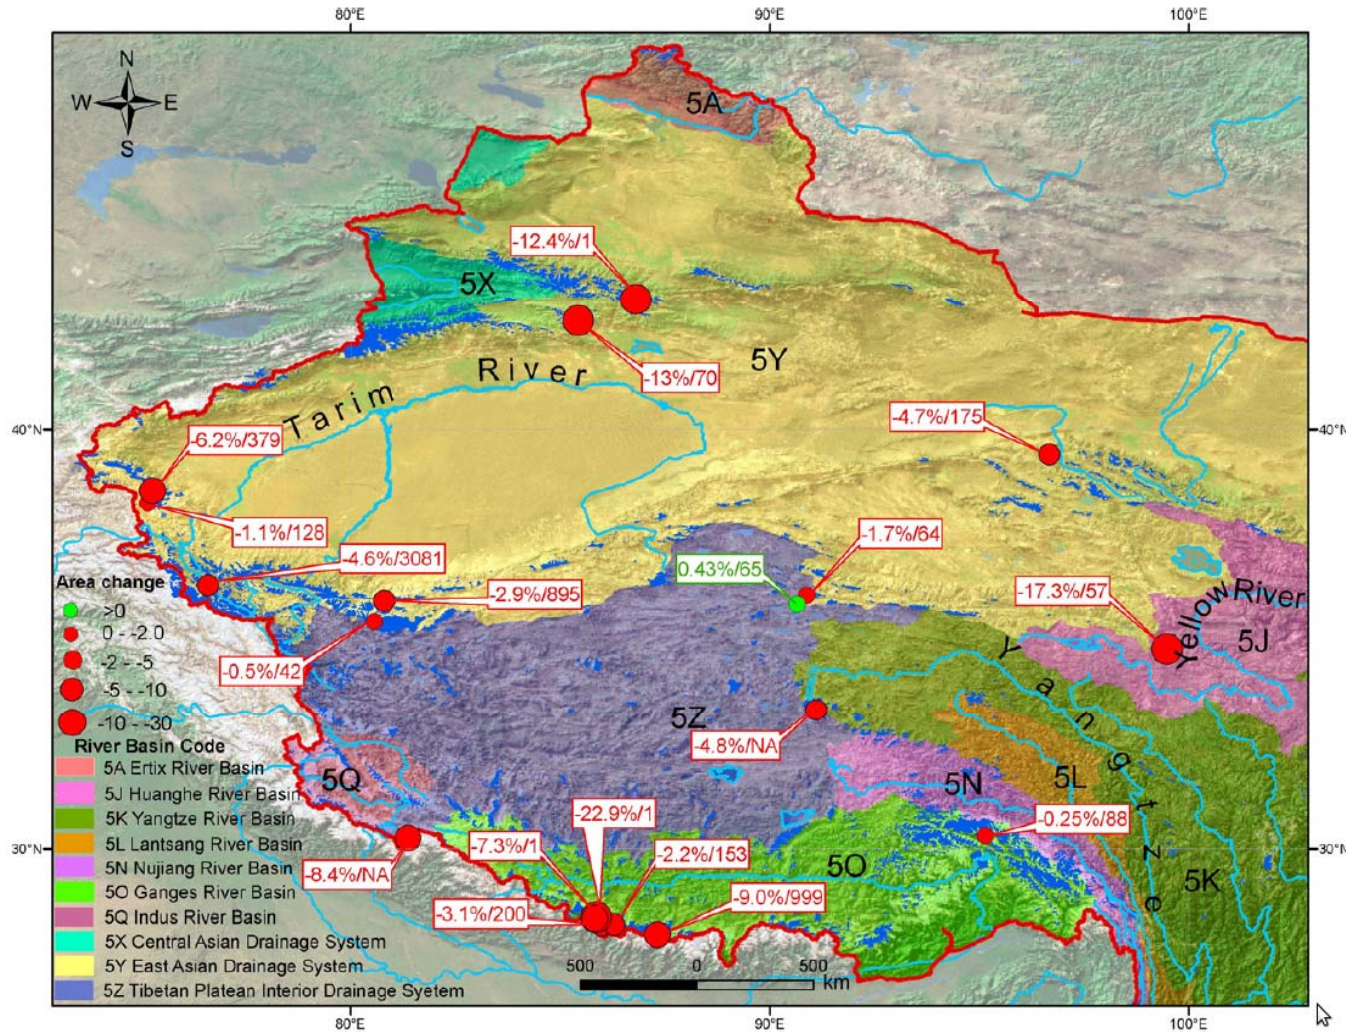 80°E
90°E
100°E
N
W
E
S
5A
-12.4%/1
5X
5Y
-13%/70
Tarim River
-4.7%/175
40°N
40°N
-6.2%/379
-1.1%/128
-1.7%/64
-4.6%/3081
0.43%/65
-2.9%/895
-17.3%/57
Yellow River
5J
-0.5%/42
Area change
>0
0 - -2.0
-2 - -5
-5 - -10
-10 - -30
5Z
-4.8%/NA
Yangtze
River Basin Code
5A Ertix River Basin
5J Huanghe River Basin
5K Yangtze River Basin
5L Lantsang River Basin
5N Nujiang River Basin
5O Ganges River Basin
5Q Indus River Basin
5X Central Asian Drainage System
5Y East Asian Drainage System
5Z Tibetan Platean Interior Drainage Syetem
5Q
5N
5L
-22.9%/1
-0.25%/88
-7.3%/1
-2.2%/153
30°N
30°N
5O
5K
-8.4%/NA
-3.1%/200
-9.0%/999
500
0
500
km
80°E
90°E
100°E